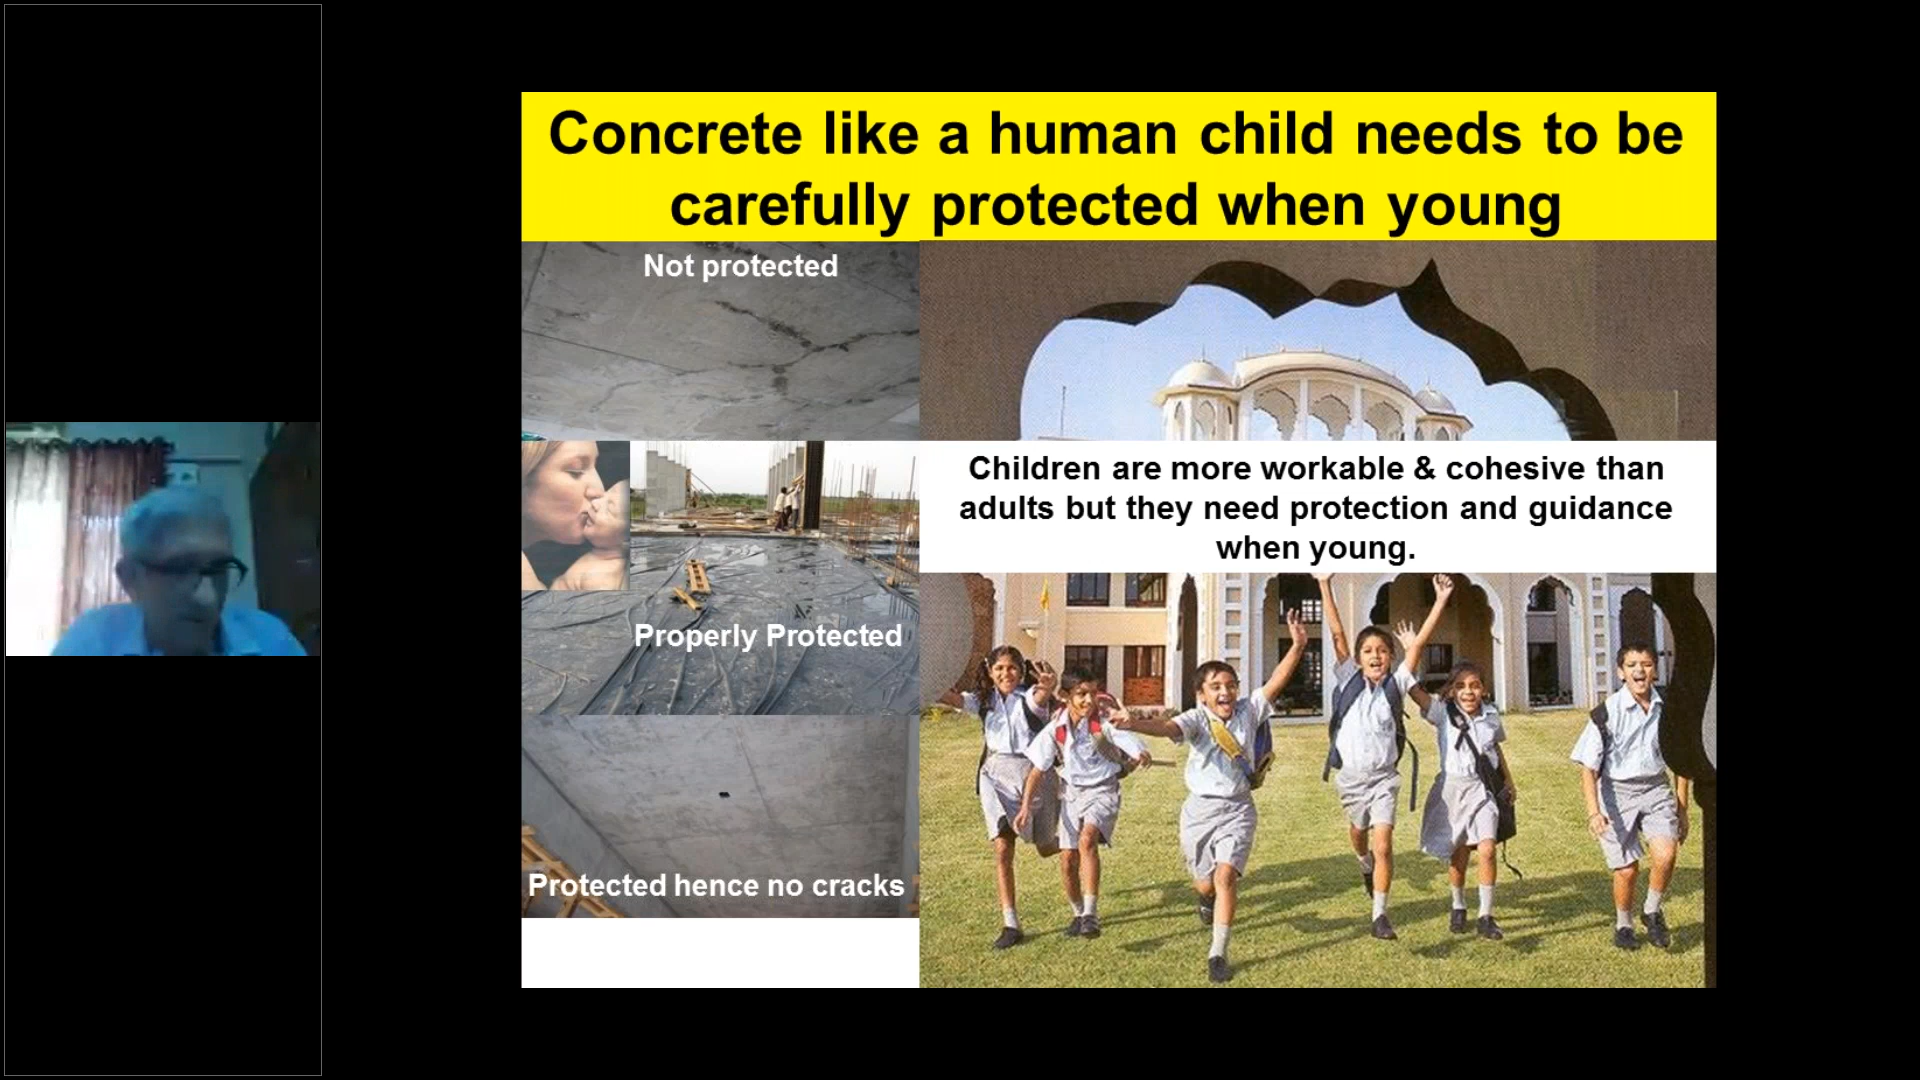 Concrete like a human child needs to be
carefully protected when young
Not protected
Properly Protected
Protected hence no cracks
Children are more workable & cohesive than
adults but they need protection and guidance
when young.